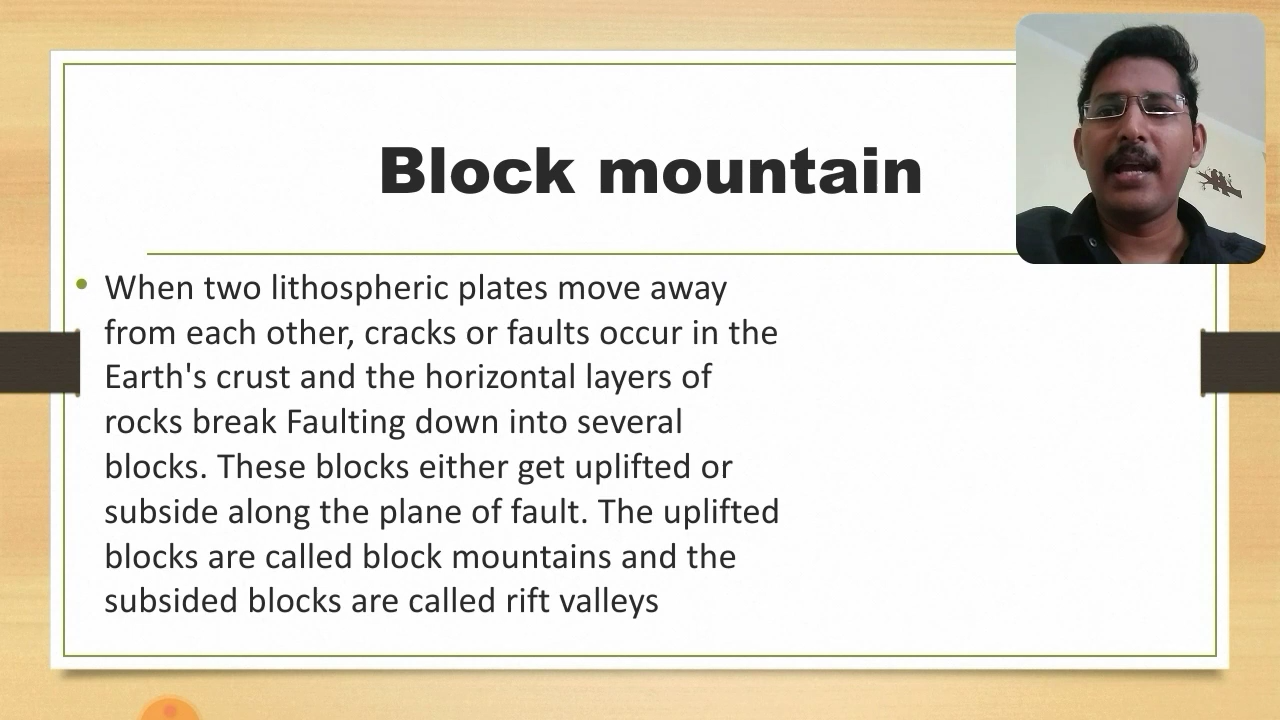 Block mountain
• When two lithospheric plates move away
from each other, cracks or faults occur in the
Earth's crust and the horizontal layers of
rocks break Faulting down into several
blocks. These blocks either get uplifted or
subside along the plane of fault. The uplifted
blocks are called block mountains and the
subsided blocks are called rift valleys